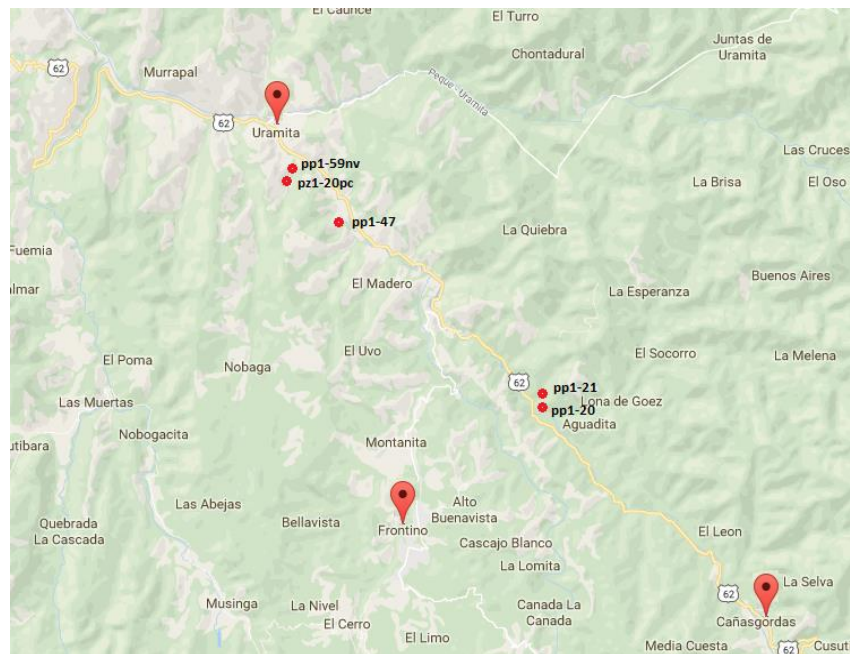 El Caunce
El Turro
Juntas de
Uramita
Chontadural
62
Murrapal
Peque - Uramita
62
Uramita
Las Cruces
pp1-59nv
pz1-20pc
La Brisa
El Oso
pp1-47
La Quiebra
Fuemia
Buenos Aires
El Madero
La Esperanza
almar
El Uvo
El Socorro
La Melena
El Poma
Nobaga
62
pp1-21
Las Muertas
Lona de Goez
pp1-20
Aguadita
Nobogacita
utibara
Montanita
Las Abejas
Alto
Buenavista
Quebrada
La Cascada
Bellavista
Frontino
El Leon
Cascajo Blanco
La Lomita
La Selva
62
Musinga
La Nivel
Canada La
Canada
Cañasgordas
El Cerro
El Limo
Media Cuesta
62
Cusut